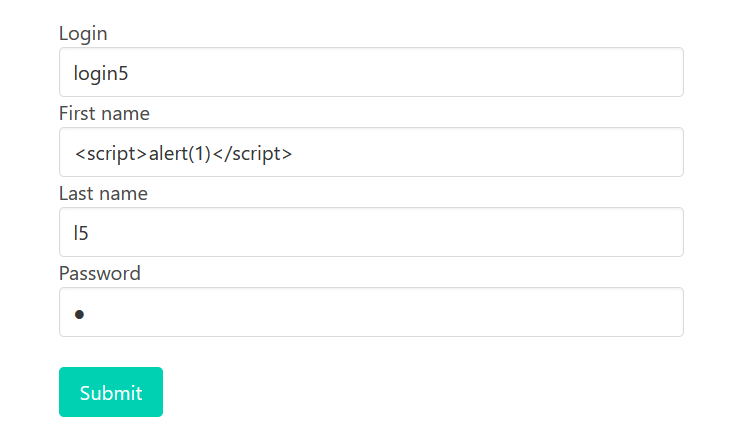 Login
login5
First name
<script>alert(1)</script>
Last name
l5
Password
●
Submit